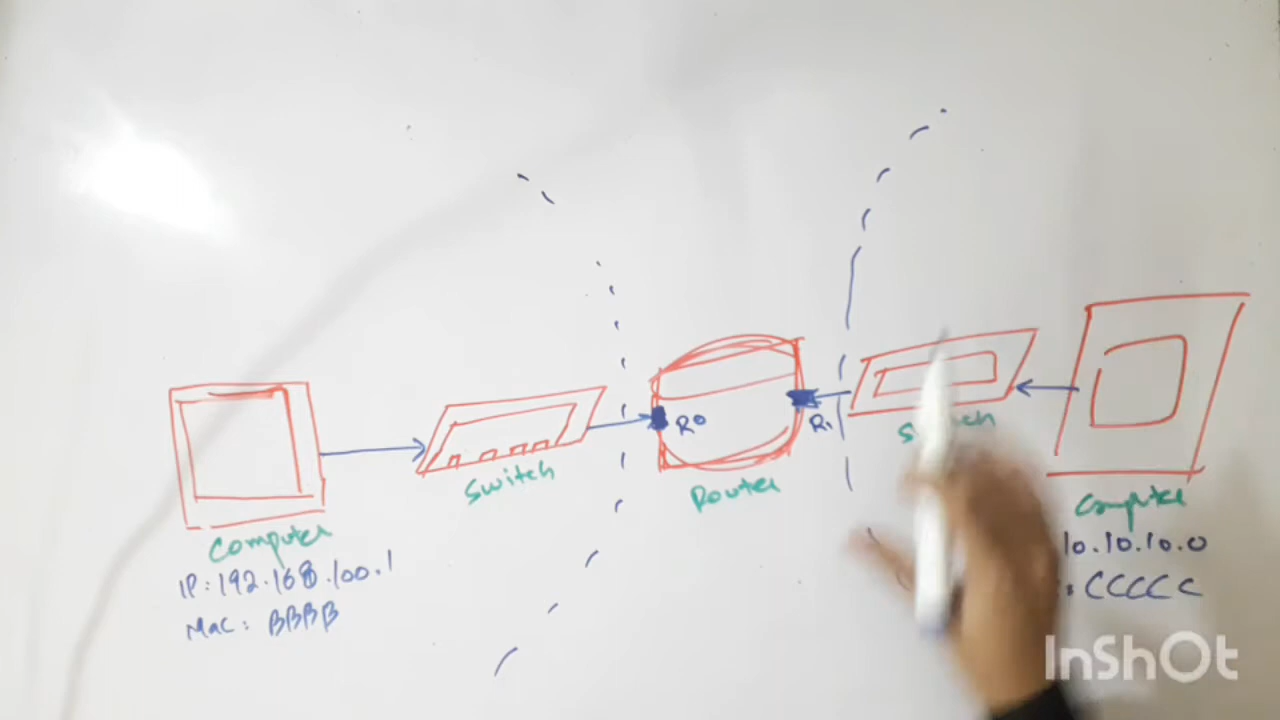 R0
R1
Switch
Switch
Router
Computer
Computer
IP: 192.168.100.1
10.10.10.0
Mac: BBBB
: CCCCC
InShOt